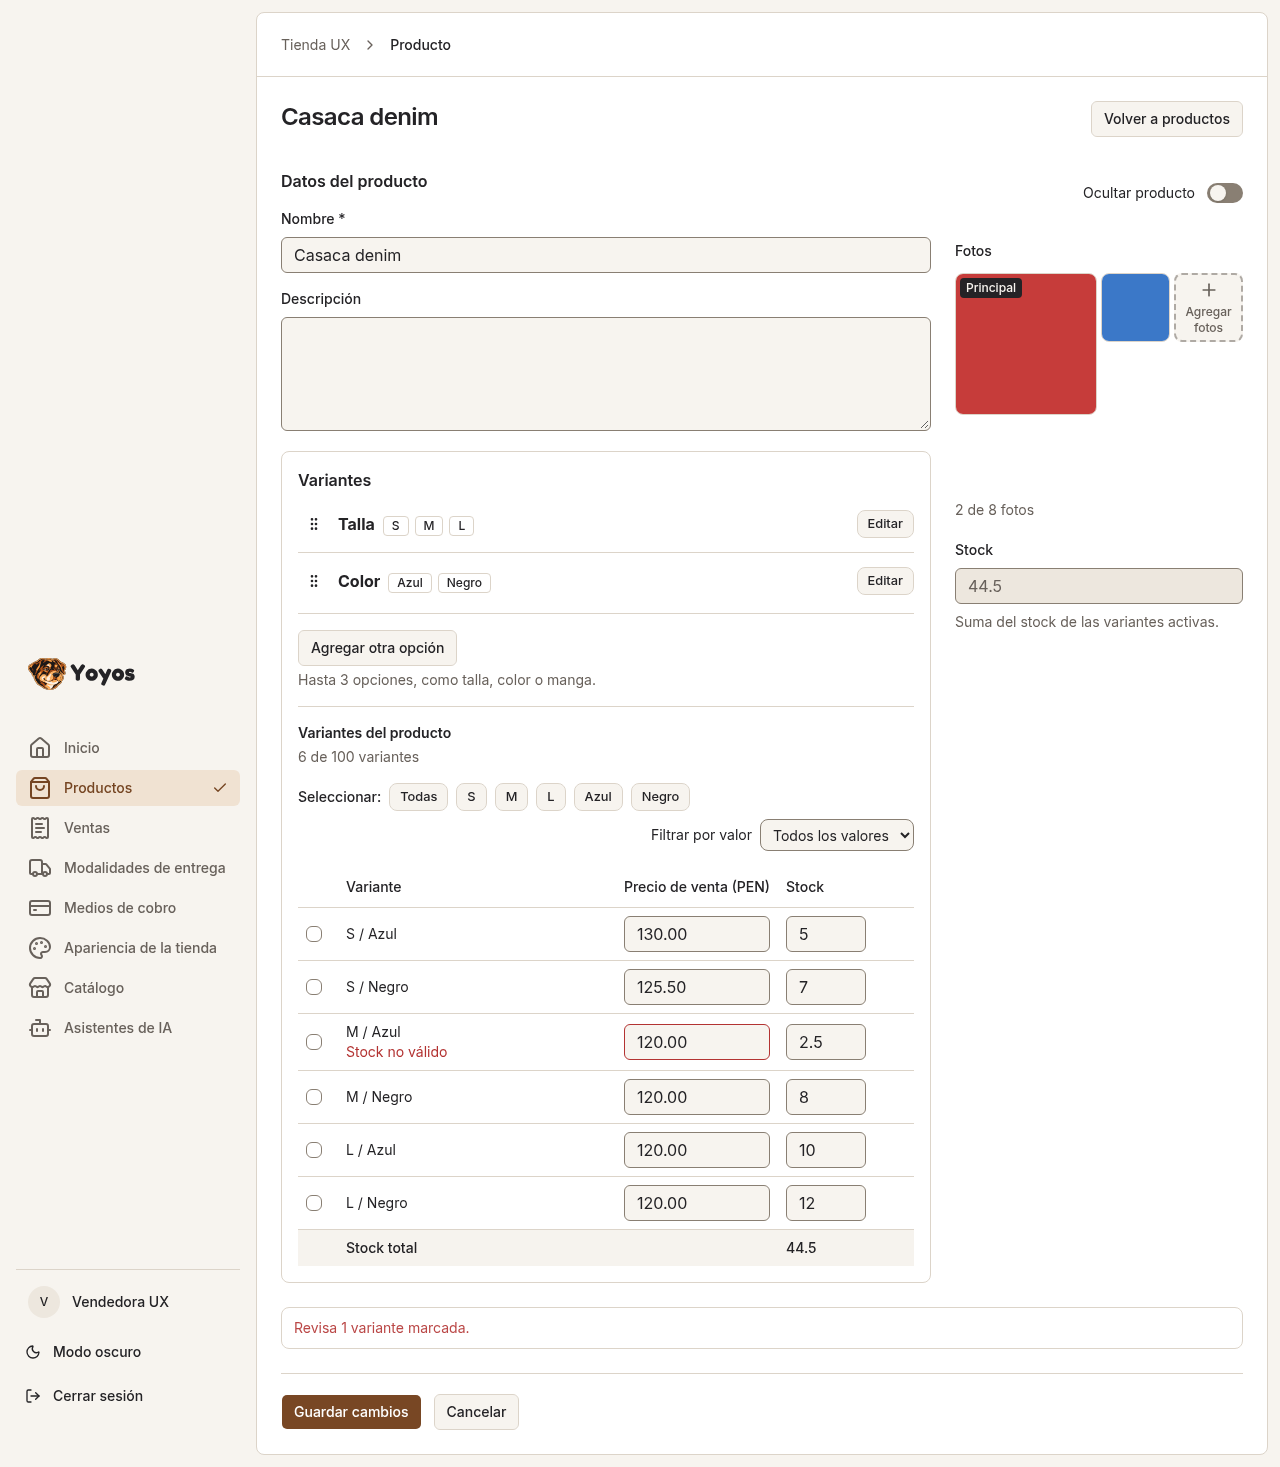 Yoyos
Inicio
Productos
Ventas
Modalidades de entrega
Medios de cobro
Apariencia de la tienda
Catálogo
Asistentes de IA
V
Vendedora UX
Modo oscuro
Cerrar sesión
Tienda UX > Producto
Casaca denim
Volver a productos
Datos del producto
Ocultar producto
Nombre *
Casaca denim
Descripción
Fotos
Principal
Agregar
fotos
2 de 8 fotos
Stock
44.5
Suma del stock de las variantes activas.
Variantes
Talla S M L Editar
Color Azul Negro Editar
Agregar otra opción
Hasta 3 opciones, como talla, color o manga.
Variantes del producto
6 de 100 variantes
Seleccionar: Todas S M L Azul Negro
Filtrar por valor Todos los valores
Variante Precio de venta (PEN) Stock
S / Azul 130.00 5
S / Negro 125.50 7
M / Azul 120.00 2.5
Stock no válido
M / Negro 120.00 8
L / Azul 120.00 10
L / Negro 120.00 12
Stock total 44.5
Revisa 1 variante marcada.
Guardar cambios Cancelar